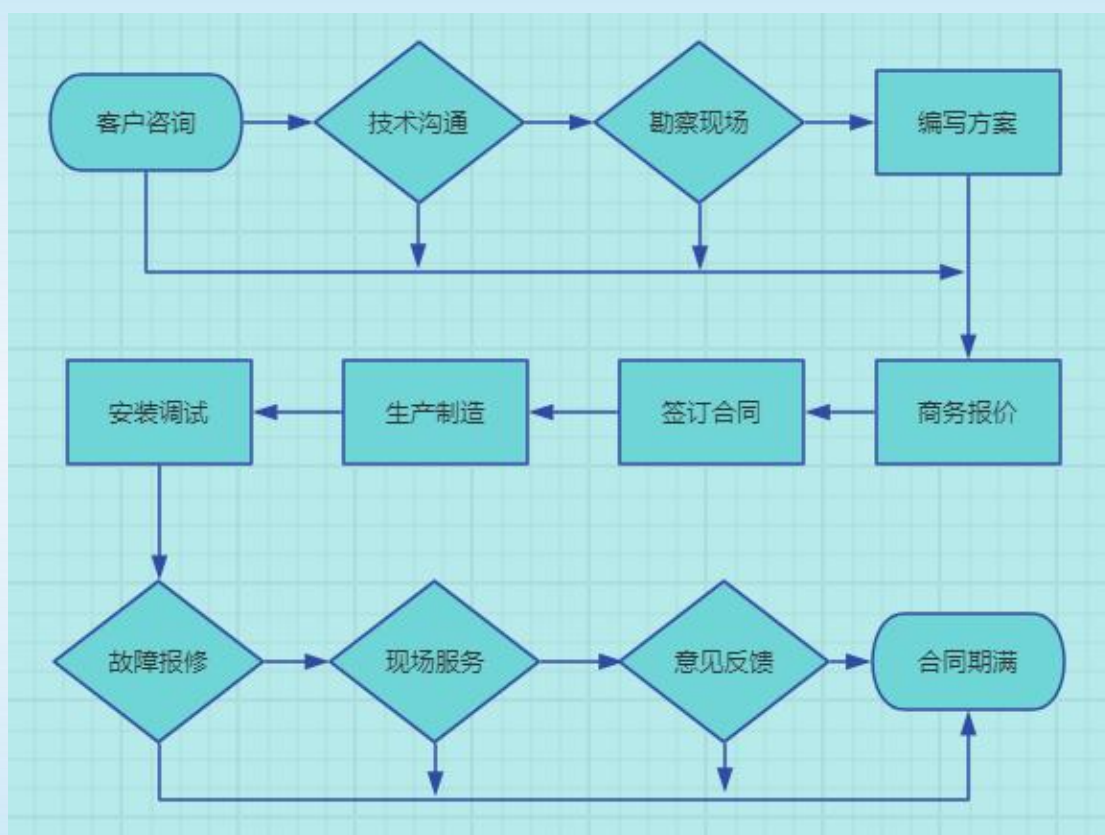 客户咨询
技术沟通
勘察现场
编写方案
安装调试
生产制造
签订合同
商务报价
故障报修
现场服务
意见反馈
合同期满